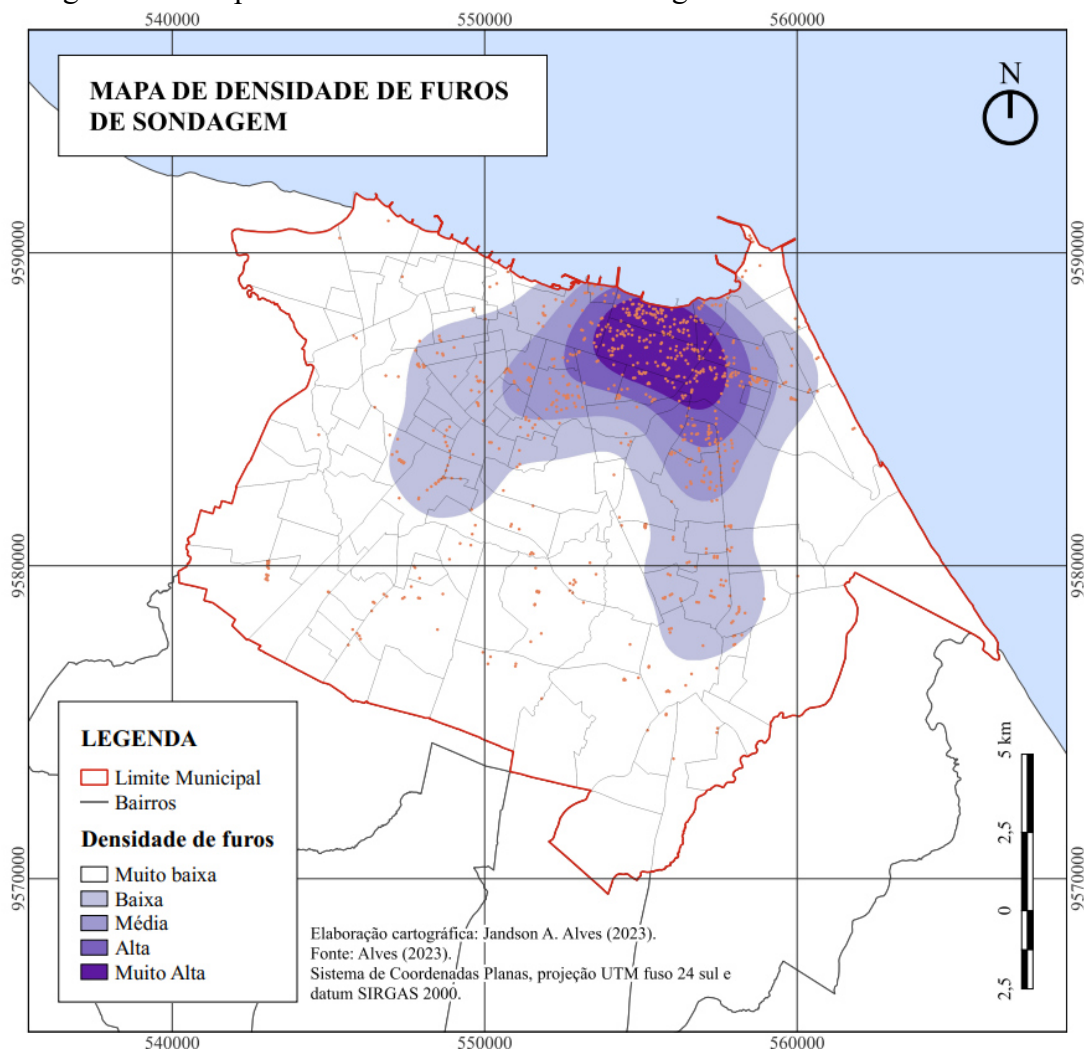 540000
550000
560000
MAPA DE DENSIDADE DE FUROS
DE SONDAGEM
N
9590000
9590000
9580000
9580000
9570000
9570000
LEGENDA
Limite Municipal
Bairros
Densidade de furos
Muito baixa
Baixa
Média
Alta
Muito Alta
Elaboração cartográfica: Jandson A. Alves (2023).
Fonte: Alves (2023).
Sistema de Coordenadas Planas, projeção UTM fuso 24 sul e
datum SIRGAS 2000.
5 km
2,5
0
2,5
540000
550000
560000